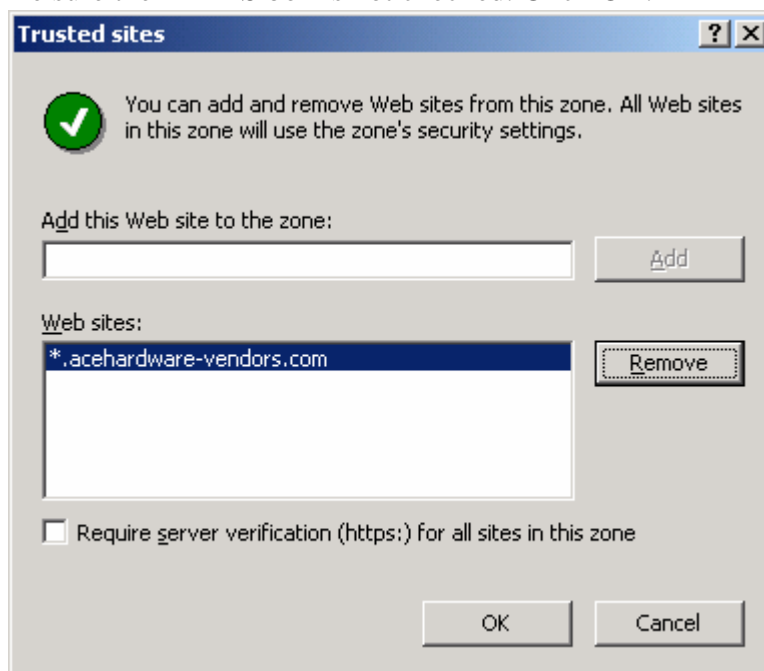 Trusted sites
You can add and remove Web sites from this zone. All Web sites
in this zone will use the zone's security settings.
Add this Web site to the zone:
Add
Web sites:
*.acehardware-vendors.com
Remove
Require server verification (https:) for all sites in this zone
OK
Cancel